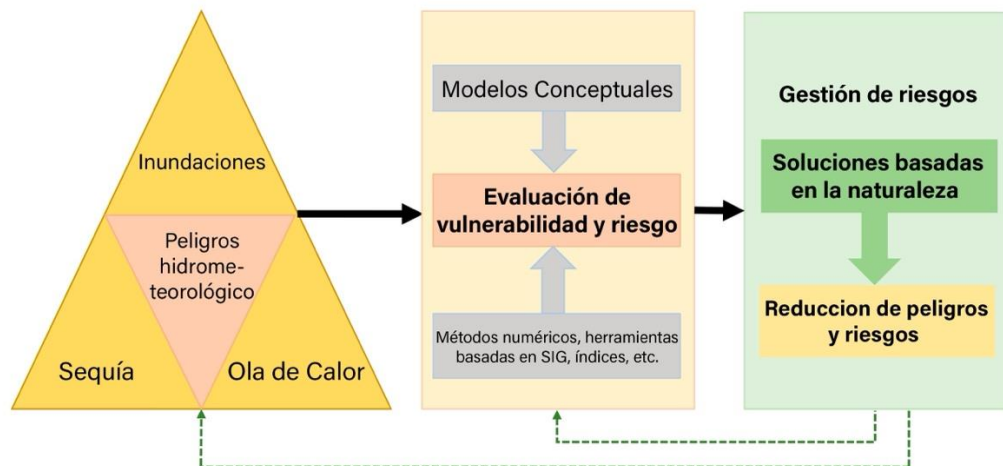 Inundaciones
Peligros
hidrome-
teorológico
Sequía
Ola de Calor
Modelos Conceptuales
Evaluación de
vulnerabilidad y riesgo
Métodos numéricos, herramientas
basadas en SIG, índices, etc.
Gestión de riesgos
Soluciones basadas
en la naturaleza
Reduccion de peligros
y riesgos